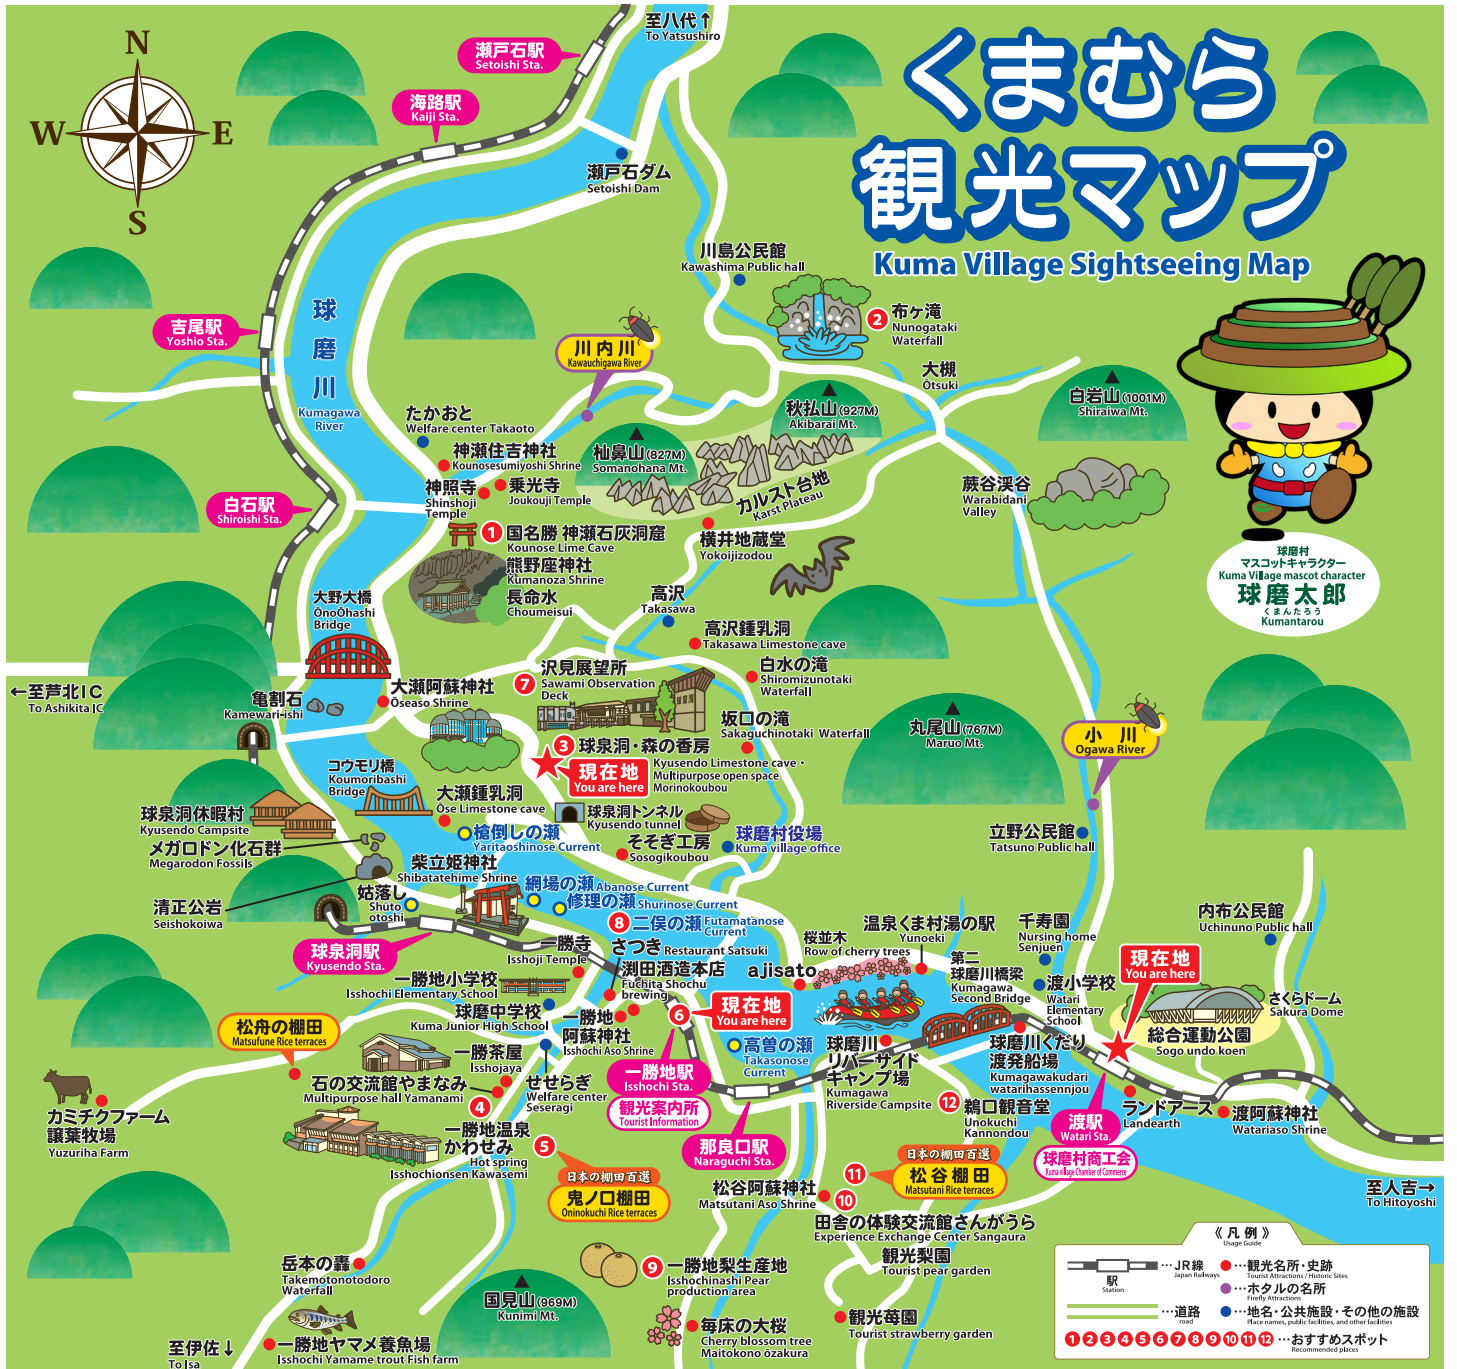 くまむら
観光マップ
Kuma Village Sightseeing Map
N
W
E
S
至八代↑
To Yatsushiro
瀬戸石駅
Setoishi Sta.
海路駅
Kaiji Sta.
瀬戸石ダム
Setoishi Dam
川島公民館
Kawashima Public hall
2 布ヶ滝
Nunogataki
Waterfall
吉尾駅
Yoshio Sta.
球磨川
Kumagawa
River
川内川
Kawauchigawa River
大槻
Ōtsuki
白岩山(1001M)
Shiraiwa Mt.
秋払山(927M)
Akibarai Mt.
杣鼻山(827M)
Somanohana Mt.
カルスト台地
Karst Plateau
たかおと
Welfare center Takaoto
神瀬住吉神社
Kounosesumiyoshi Shrine
神照寺
Shinshoji
Temple
乗光寺
Joukouji Temple
蕨谷渓谷
Warabidani
Valley
白石駅
Shiroishi Sta.
1 国名勝 神瀬石灰洞窟
Kounose Lime Cave
熊野座神社
Kumanoza Shrine
長命水
Choumeisui
横井地蔵堂
Yokoijizodou
球磨村
マスコットキャラクター
Kuma Village mascot character
球磨太郎
くまんたろう
Kumantarou
大野大橋
ŌnoŌhashi
Bridge
高沢
Takasawa
高沢鍾乳洞
Takasawa Limestone cave
7 沢見展望所
Sawami Observation
Deck
白水の滝
Shiromizunotaki
Waterfall
←至芦北IC
To Ashikita IC
亀割石
Kamewari-ishi
大瀬阿蘇神社
Ōseaso Shrine
坂口の滝
Sakaguchinotaki Waterfall
丸尾山(767M)
Maruo Mt.
小川
Ogawa River
3 球泉洞・森の香房
Kyusendo Limestone cave・
Multipurpose open space
Morinokoubou
現在地
You are here
コウモリ橋
Koumoribashi
Bridge
大瀬鍾乳洞
Ōse Limestone cave
球泉洞トンネル
Kyusendo tunnel
球泉洞休暇村
Kyusendo Campsite
メガロドン化石群
Megarodon Fossils
槍倒しの瀬
Yaritaoshinose Current
そそぎ工房
Sosogikoubou
球磨村役場
Kuma village office
立野公民館
Tatsuno Public hall
柴立姫神社
Shibatatehime Shrine
網場の瀬 Abanose Current
修理の瀬 Shurinose Current
清正公岩
Seishokoiwa
姑落し
Shuto
otoshi
8 二俣の瀬 Futamatanose
Current
球泉洞駅
Kyusendo Sta.
一勝寺
Isshoji Temple
さつき Restaurant Satsuki
渕田酒造本店
Fuchita Shochu
brewing
桜並木
Row of cherry trees
温泉くま村湯の駅
Yunoeki
ajisato
千寿園
Nursing home
Senjuen
内布公民館
Uchinuno Public hall
現在地
You are here
第二
球磨川橋梁
Kumagawa
Second Bridge
渡小学校
Watari
Elementary
School
さくらドーム
Sakura Dome
総合運動公園
Sogo undo koen
一勝地小学校
Isshochi Elementary School
球磨中学校
Kuma Junior High School
一勝地
阿蘇神社
Isshochi Aso Shrine
6 現在地
You are here
高曽の瀬
Takasonose
Current
球磨川
リバーサイド
キャンプ場
Kumagawa
Riverside Campsite
球磨川くだり
渡発船場
Kumagawakudari
watarihassennjou
松舟の棚田
Matsufune Rice terraces
一勝茶屋
Isshojaya
石の交流館やまなみ
Multipurpose hall Yamanami
4
せせらぎ
Welfare center
Seseragi
一勝地駅
Isshochi Sta.
観光案内所
Tourist Information
カミチクファーム
譲葉牧場
Yuzuriha Farm
一勝地温泉
かわせみ
Hot spring
Isshochionsen Kawasemi
5
日本の棚田百選
鬼ノ口棚田
Oninokuchi Rice terraces
那良口駅
Naraguchi Sta.
12 鵜口観音堂
Unokuchi
Kannondou
渡駅
Watari Sta.
球磨村商工会
Kuma village Chamber of Commerce
ランドアース
Landearth
渡阿蘇神社
Watariaso Shrine
日本の棚田百選
11 松谷棚田
Matsutani Rice terraces
松谷阿蘇神社
Matsutani Aso Shrine
10
田舎の体験交流館さんがうら
Experience Exchange Center Sangaura
至人吉→
To Hitoyoshi
観光梨園
Tourist pear garden
岳本の轟
Takemotonotodoro
Waterfall
9 一勝地梨生産地
Isshochinashi Pear
production area
国見山(969M)
Kunimi Mt.
観光苺園
Tourist strawberry garden
毎床の大桜
Cherry blossom tree
Maitokono ōzakura
至伊佐↓
To Isa
一勝地ヤマメ養魚場
Isshochi Yamame trout Fish farm
《凡例》
Usage Guide
…JR線
Japan Railways
駅
Station
…道路
road
…観光名所・史跡
Tourist Attractions / Historic Sites
…ホタルの名所
Firefly Attractions
…地名・公共施設・その他の施設
Place names, public facilities, and other facilities
1 2 3 4 5 6 7 8 9 10 11 12 …おすすめスポット
Recommended places